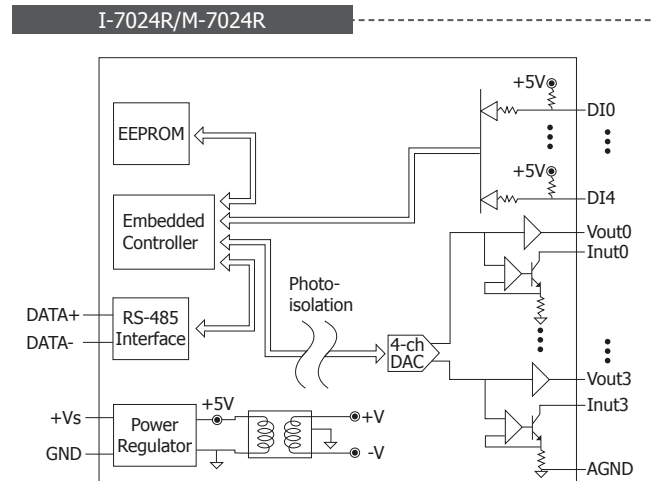 I-7024R/M-7024R
+5V
DI0
EEPROM
+5V
DI4
Embedded
Controller
Vout0
Inut0
Photo-
isolation
DATA+
DATA-
RS-485
Interface
4-ch
DAC
Vout3
Inut3
+Vs
GND
Power
Regulator
+5V
+V
-V
AGND